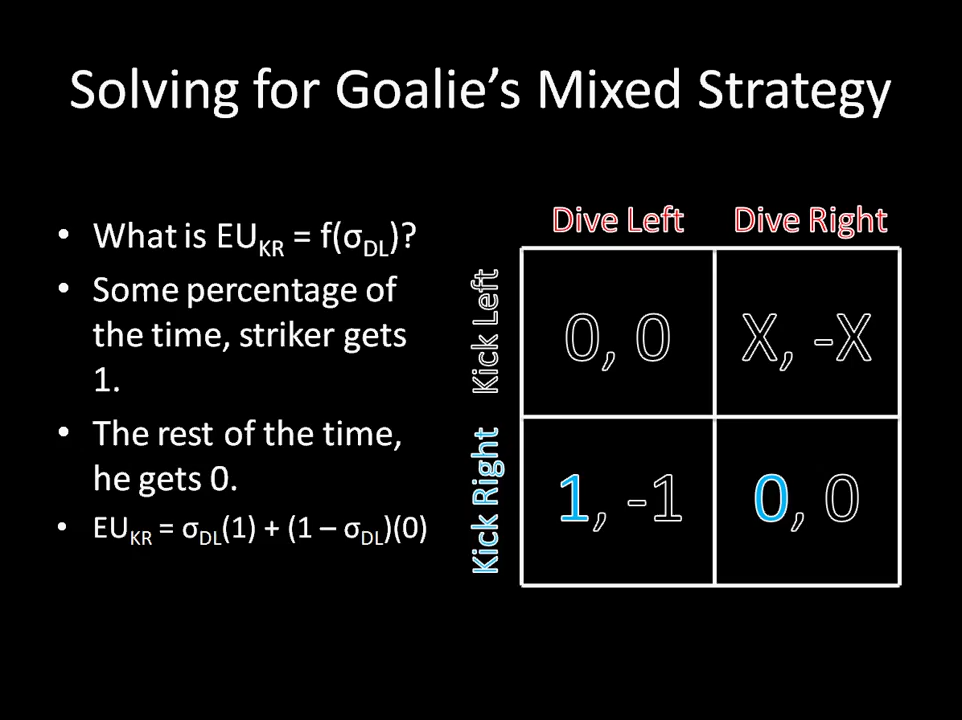 Solving for Goalie’s Mixed Strategy
• What is EU_KR = f(σ_DL)?
• Some percentage of
the time, striker gets
1.
• The rest of the time,
he gets 0.
• EU_KR = σ_DL(1) + (1 – σ_DL)(0)
Dive Left Dive Right
Kick Left
0, 0 X, -X
Kick Right
1, -1 0, 0